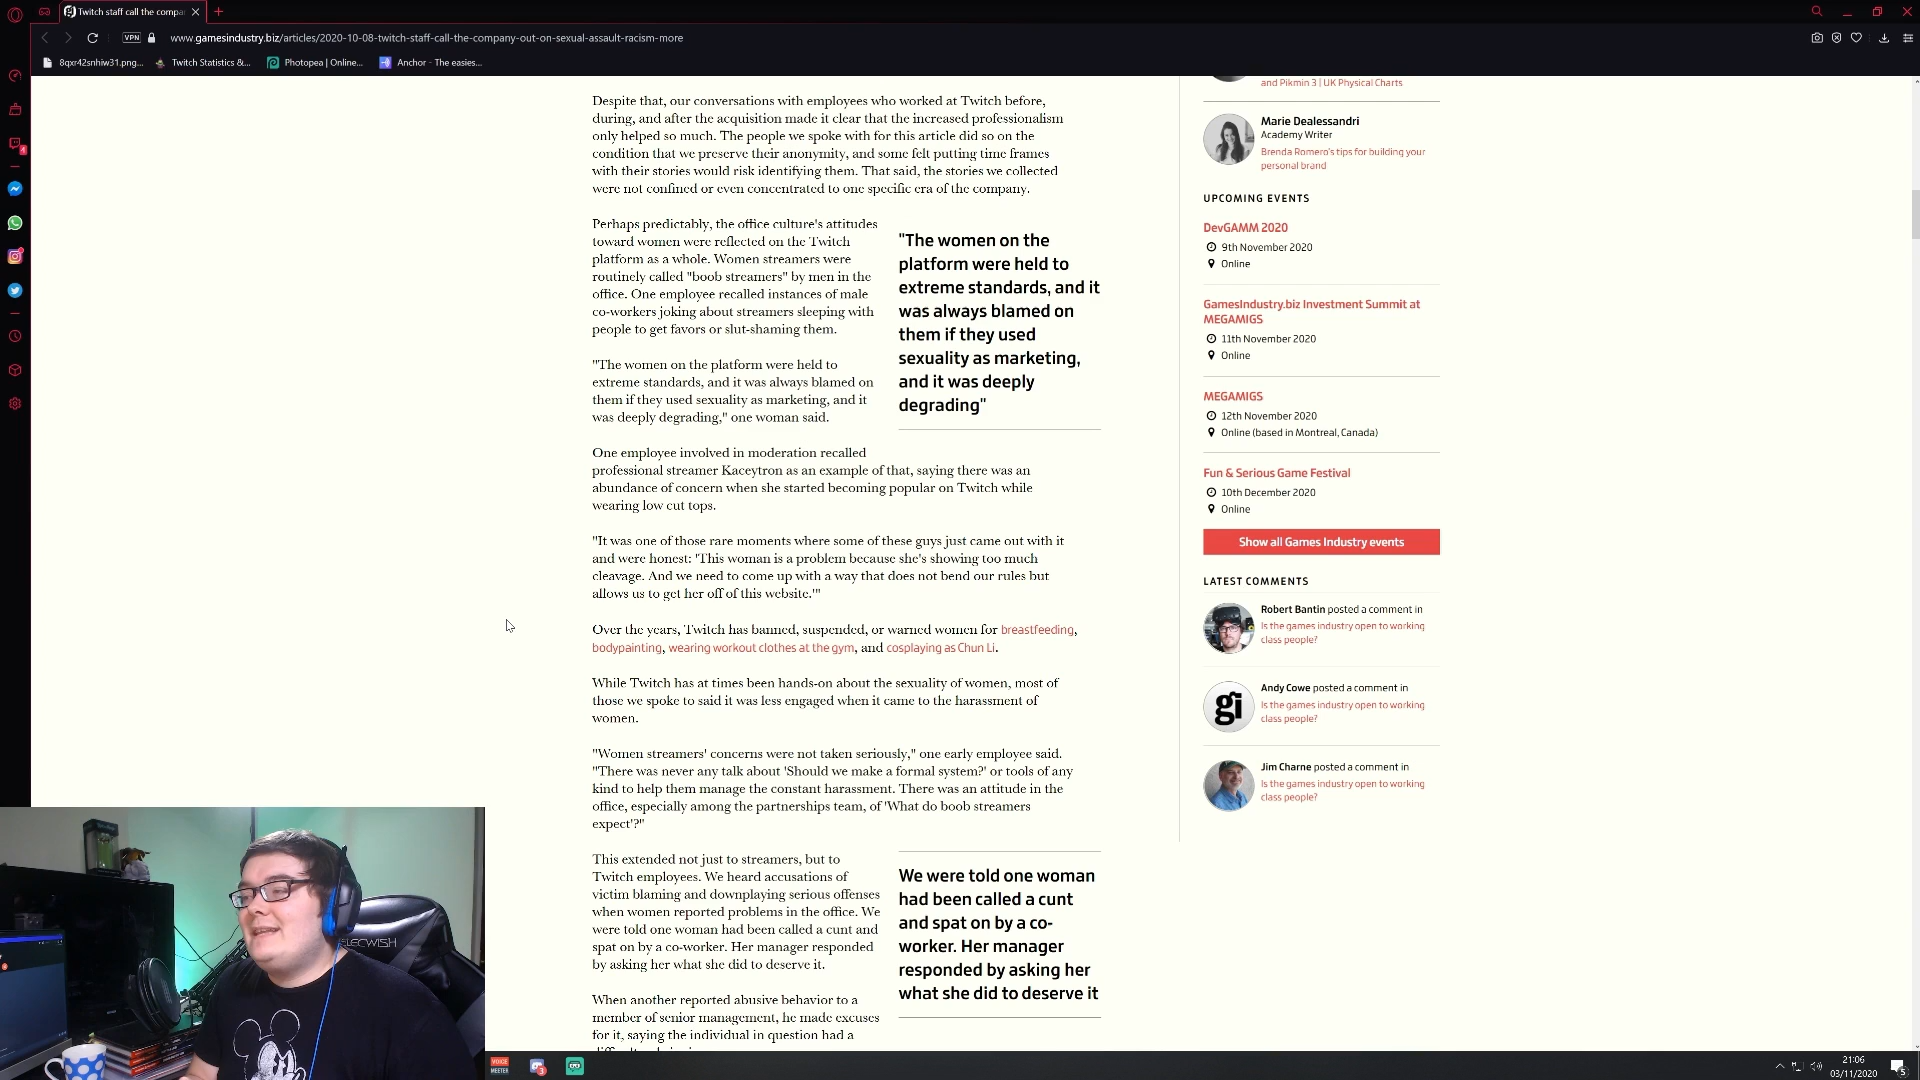 Twitch staff call the compa
VPN
www.gamesindustry.biz/articles/2020-10-08-twitch-staff-call-the-company-out-on-sexual-assault-racism-more
8qxr42snhiw31.png...
Twitch Statistics &...
Photopea | Online...
Anchor - The easies...
Despite that, our conversations with employees who worked at Twitch before,
during, and after the acquisition made it clear that the increased professionalism
only helped so much. The people we spoke with for this article did so on the
condition that we preserve their anonymity, and some felt putting time frames
with their stories would risk identifying them. That said, the stories we collected
were not confined or even concentrated to one specific era of the company.
Perhaps predictably, the office culture's attitudes
toward women were reflected on the Twitch
platform as a whole. Women streamers were
routinely called "boob streamers" by men in the
office. One employee recalled instances of male
co-workers joking about streamers sleeping with
people to get favors or slut-shaming them.
"The women on the platform were held to
extreme standards, and it was always blamed on
them if they used sexuality as marketing, and it
was deeply degrading," one woman said.
"The women on the
platform were held to
extreme standards, and it
was always blamed on
them if they used
sexuality as marketing,
and it was deeply
degrading"
One employee involved in moderation recalled
professional streamer Kaceytron as an example of that, saying there was an
abundance of concern when she started becoming popular on Twitch while
wearing low cut tops.
"It was one of those rare moments where some of these guys just came out with it
and were honest: 'This woman is a problem because she's showing too much
cleavage. And we need to come up with a way that does not bend our rules but
allows us to get her off of this website.'"
Over the years, Twitch has banned, suspended, or warned women for breastfeeding,
bodypainting, wearing workout clothes at the gym, and cosplaying as Chun Li.
While Twitch has at times been hands-on about the sexuality of women, most of
those we spoke to said it was less engaged when it came to the harassment of
women.
"Women streamers' concerns were not taken seriously," one early employee said.
"There was never any talk about 'Should we make a formal system?' or tools of any
kind to help them manage the constant harassment. There was an attitude in the
office, especially among the partnerships team, of 'What do boob streamers
expect'?"
This extended not just to streamers, but to
Twitch employees. We heard accusations of
victim blaming and downplaying serious offenses
when women reported problems in the office. We
were told one woman had been called a cunt and
spat on by a co-worker. Her manager responded
by asking her what she did to deserve it.
When another reported abusive behavior to a
member of senior management, he made excuses
for it, saying the individual in question had a
We were told one woman
had been called a cunt
and spat on by a co-
worker. Her manager
responded by asking her
what she did to deserve it
and Pikmin 3 | UK Physical Charts
Marie Dealessandri
Academy Writer
Brenda Romero's tips for building your
personal brand
UPCOMING EVENTS
DevGAMM 2020
9th November 2020
Online
GamesIndustry.biz Investment Summit at
MEGAMIGS
11th November 2020
Online
MEGAMIGS
12th November 2020
Online (based in Montreal, Canada)
Fun & Serious Game Festival
10th December 2020
Online
Show all Games Industry events
LATEST COMMENTS
Robert Bantin posted a comment in
Is the games industry open to working
class people?
gi
Andy Cowe posted a comment in
Is the games industry open to working
class people?
Jim Charne posted a comment in
Is the games industry open to working
class people?
VOICE
MEETER
21:06
03/11/2020
5